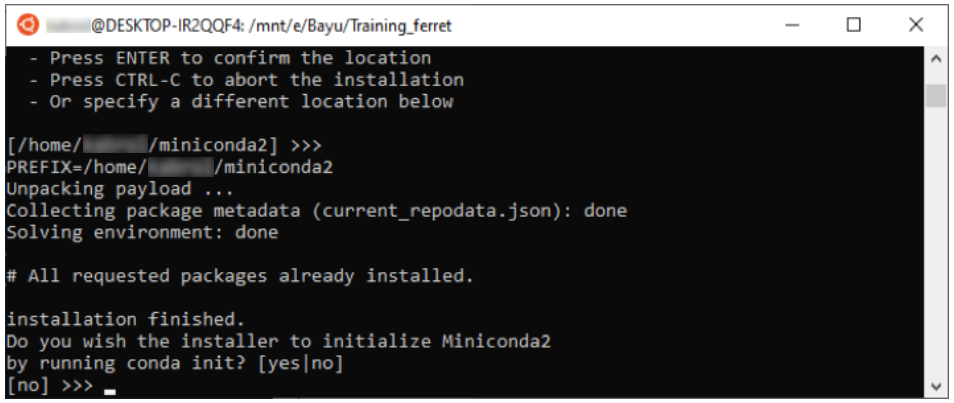 @DESKTOP-IR2QQF4: /mnt/e/Bayu/Training_ferret
- Press ENTER to confirm the location
- Press CTRL-C to abort the installation
- Or specify a different location below
[/home/ /miniconda2] >>>
PREFIX=/home/ /miniconda2
Unpacking payload ...
Collecting package metadata (current_repodata.json): done
Solving environment: done
# All requested packages already installed.
installation finished.
Do you wish the installer to initialize Miniconda2
by running conda init? [yes|no]
[no] >>>